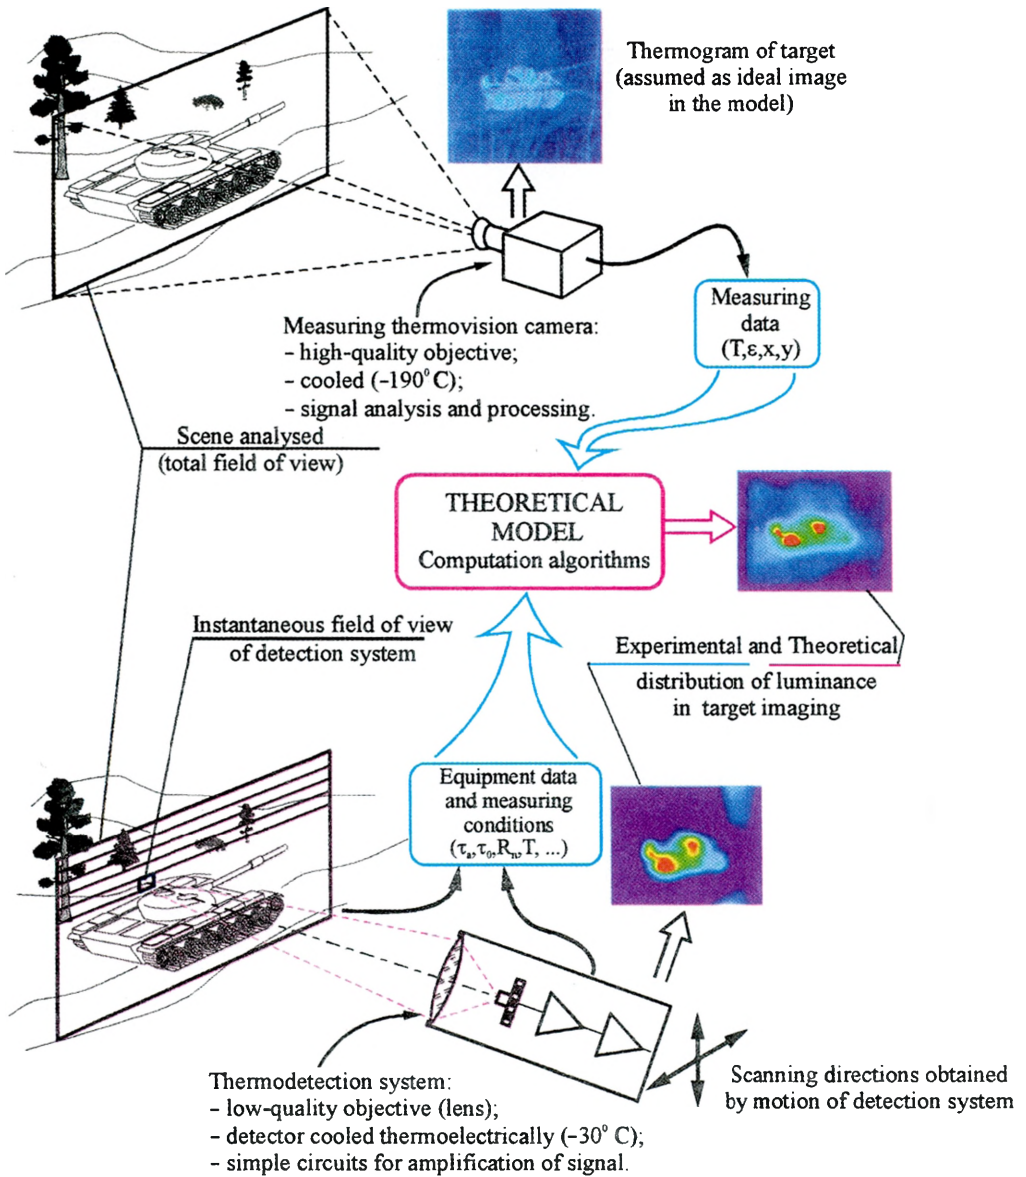 Thermogram of target
(assumed as ideal image
in the model)
Measuring
data
(T,ε,x,y)
Measuring thermovision camera:
– high-quality objective;
– cooled (–190° C);
– signal analysis and processing.
Scene analysed
(total field of view)
THEORETICAL
MODEL
Computation algorithms
Instantaneous field of view
of detection system
Experimental and Theoretical
distribution of luminance
in target imaging
Equipment data
and measuring
conditions
(τₐ,τ₀,Rₙ,T, ...)
Thermodetection system:
– low-quality objective (lens);
– detector cooled thermoelectrically (–30° C);
– simple circuits for amplification of signal.
Scanning directions obtained
by motion of detection system